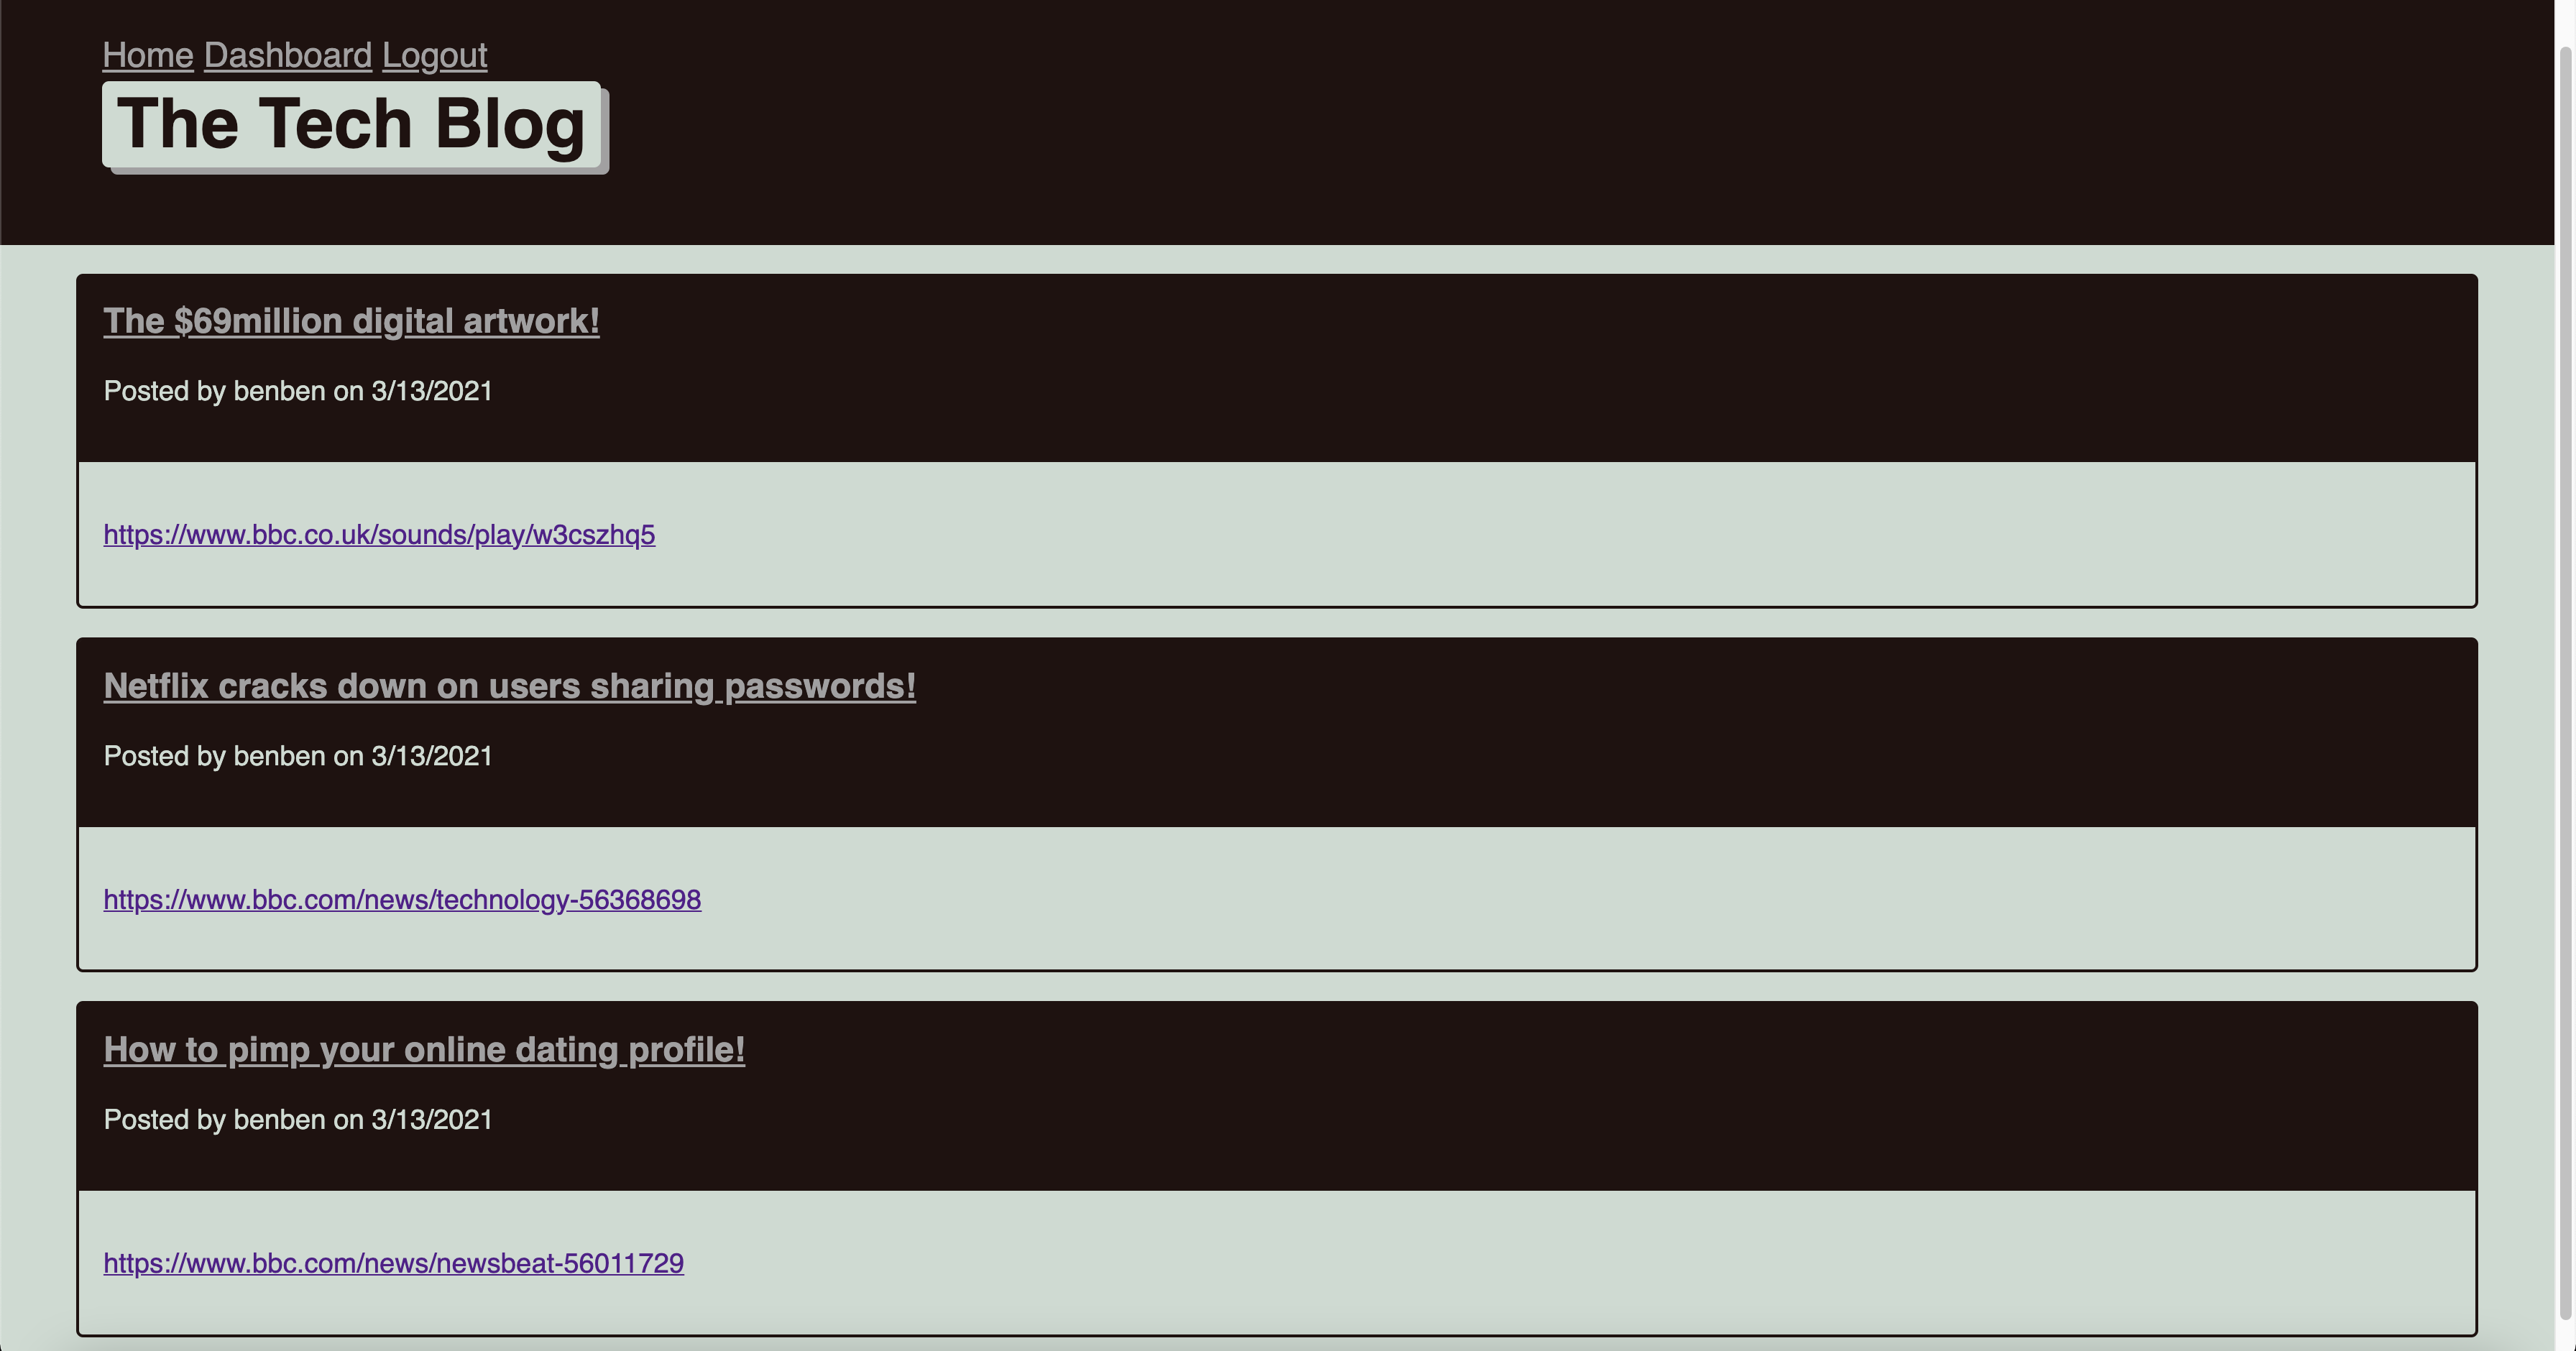 Home Dashboard Logout
The Tech Blog
The $69million digital artwork!
Posted by benben on 3/13/2021
https://www.bbc.co.uk/sounds/play/w3cszhq5
Netflix cracks down on users sharing passwords!
Posted by benben on 3/13/2021
https://www.bbc.com/news/technology-56368698
How to pimp your online dating profile!
Posted by benben on 3/13/2021
https://www.bbc.com/news/newsbeat-56011729